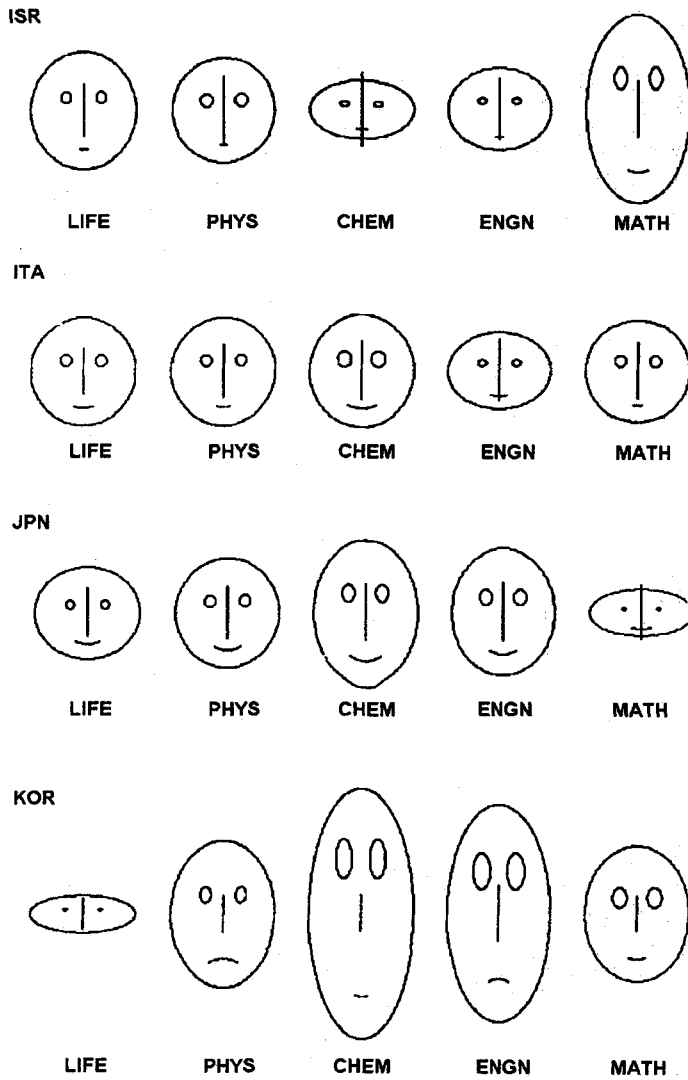 ISR
LIFE PHYS CHEM ENGN MATH
ITA
LIFE PHYS CHEM ENGN MATH
JPN
LIFE PHYS CHEM ENGN MATH
KOR
LIFE PHYS CHEM ENGN MATH